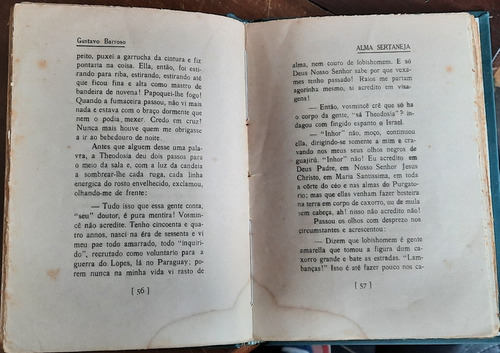 Gustavo Barroso
peito, puxei a garrucha da cintura e fiz
pontaria na coisa. Ella, então, foi esti-
rando para riba, estirando, estirando até
que ficou fina e alta como mastro de
bandeira de novena! Papoquei-lhe fogo!
Quando a fumaceira passou, não vi mais
nada e estava com o braço dormente que
nem o podia, mexer. Credo em cruz!
Nunca mais houve quem me obrigasse
a ir ao bebedouro de noite.
Antes que alguem desse uma pala-
vra, a Theodosia deu dois passos para
o meio da sala e, com a luz da candeia
a sombrear-lhe cada ruga, cada linha
energica do rosto envelhecido, exclamou,
olhando-me de frente:
— Tudo isso que essa gente conta,
"seu" doutor, é pura mentira! Vosmin-
cê não acredite. Tenho cincoenta e qua-
tro annos, nasci na éra de sessenta e vi
meu pae todo amarrado, todo "inquiri-
do", recrutado como voluntario para a
guerra do Lopes, lá no Paraguay; po-
rem nunca na minha vida vi rasto de
[ 56 ]
ALMA SERTANEJA
alma, nem couro de lobishomem. E só
Deus Nosso Senhor sabe por que vexa-
mes tenho passado! Raios me partam
agorinha mesmo, si acredito em visa-
gens!
— Então, vosmincê crê que só ha
o corpo da gente, "sá Theodosia"? in-
dagou com fingido espanto o Israel.
— "Inhor" não, moço, continuou
ella, dirigindo-se somente a mim e cra-
vando nos meus seus olhos negros de
guajirú. "Inhor" não! Eu acredito em
Deus Padre, em Nosso Senhor Jesus
Christo, em Maria Santissima, em toda
a côrte do céo e nas almas do Purgato-
rio; mas que ellas venham fazer besteira
na terra em corpo de caxorro, ou de mula
sem cabeça, ah! nisso não acredito não!
Passou os olhos com desprezo nos
circumstantes e acrescentou:
— Dizem que lobishomem é gente
amarella que tomou a figura dem ca-
xorro grande e bate as estradas. "Lam-
banças!" Isso é até fazer pouco nos ca-
[ 57 ]